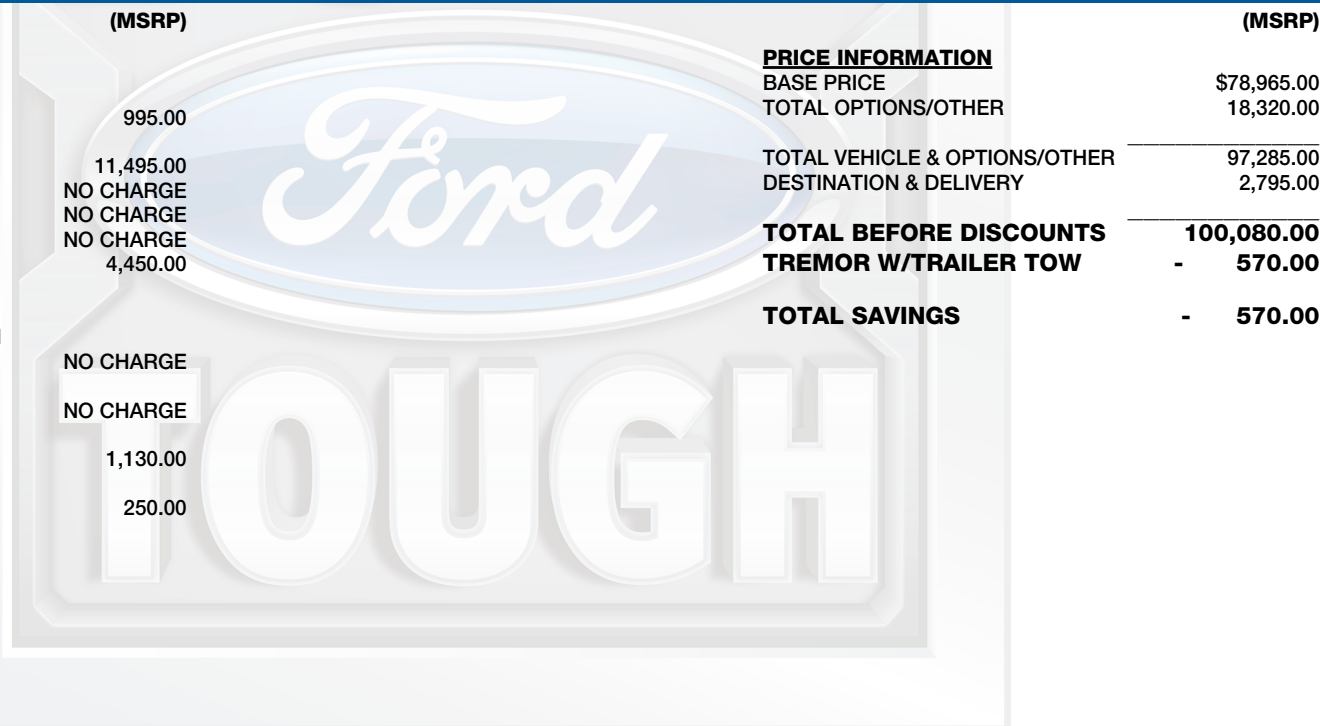 (MSRP)
995.00
11,495.00
NO CHARGE
NO CHARGE
NO CHARGE
4,450.00
NO CHARGE
NO CHARGE
1,130.00
250.00
Ford
TOUGH
(MSRP)
PRICE INFORMATION
BASE PRICE $78,965.00
TOTAL OPTIONS/OTHER 18,320.00
TOTAL VEHICLE & OPTIONS/OTHER 97,285.00
DESTINATION & DELIVERY 2,795.00
TOTAL BEFORE DISCOUNTS 100,080.00
TREMOR W/TRAILER TOW - 570.00
TOTAL SAVINGS - 570.00